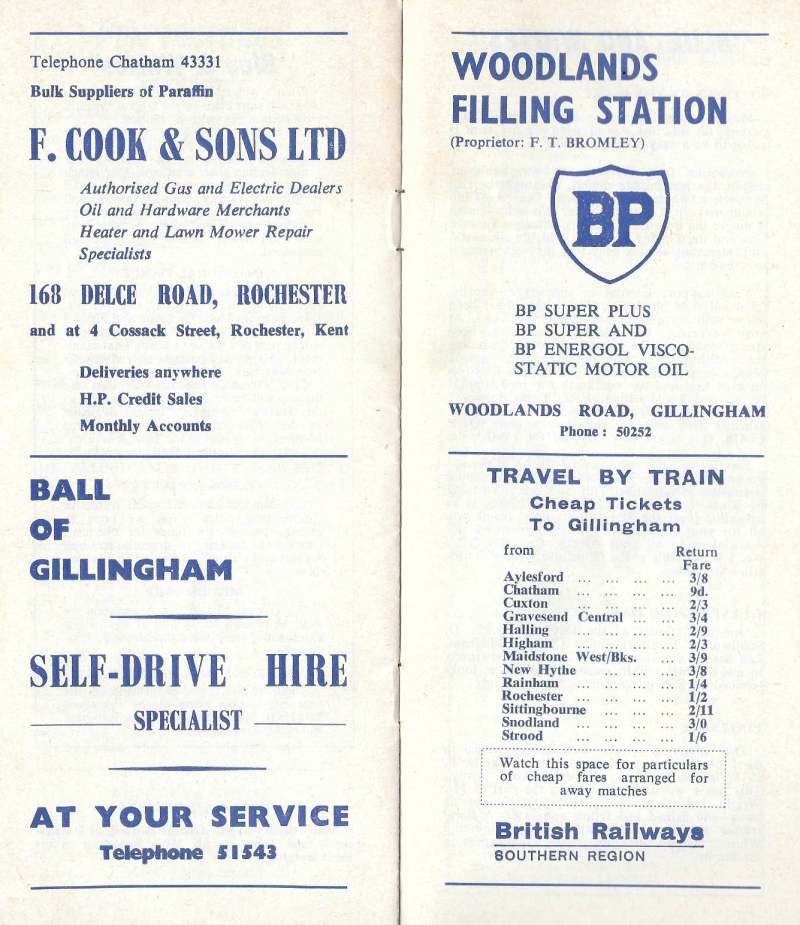 Telephone Chatham 43331
Bulk Suppliers of Paraffin
F. COOK & SONS LTD
Authorised Gas and Electric Dealers
Oil and Hardware Merchants
Heater and Lawn Mower Repair
Specialists
168 DELCE ROAD, ROCHESTER
and at 4 Cossack Street, Rochester, Kent
Deliveries anywhere
H.P. Credit Sales
Monthly Accounts
BALL
OF
GILLINGHAM
SELF-DRIVE HIRE
SPECIALIST
AT YOUR SERVICE
Telephone 51543
WOODLANDS
FILLING STATION
(Proprietor: F. T. BROMLEY)
BP
BP SUPER PLUS
BP SUPER AND
BP ENERGOL VISCO-
STATIC MOTOR OIL
WOODLANDS ROAD, GILLINGHAM
Phone : 50252
TRAVEL BY TRAIN
Cheap Tickets
To Gillingham
from Return
Fare
Aylesford ... ... ... ... 3/8
Chatham ... ... ... ... 9d.
Cuxton ... ... ... ... 2/3
Gravesend Central ... ... 3/4
Halling ... ... ... ... 2/9
Higham ... ... ... ... 2/3
Maidstone West/Bks. ... 3/9
New Hythe ... ... ... 3/8
Rainham ... ... ... ... 1/4
Rochester ... ... ... ... 1/2
Sittingbourne ... ... ... 2/11
Snodland ... ... ... ... 3/0
Strood ... ... ... ... 1/6
Watch this space for particulars
of cheap fares arranged for
away matches
British Railways
SOUTHERN REGION